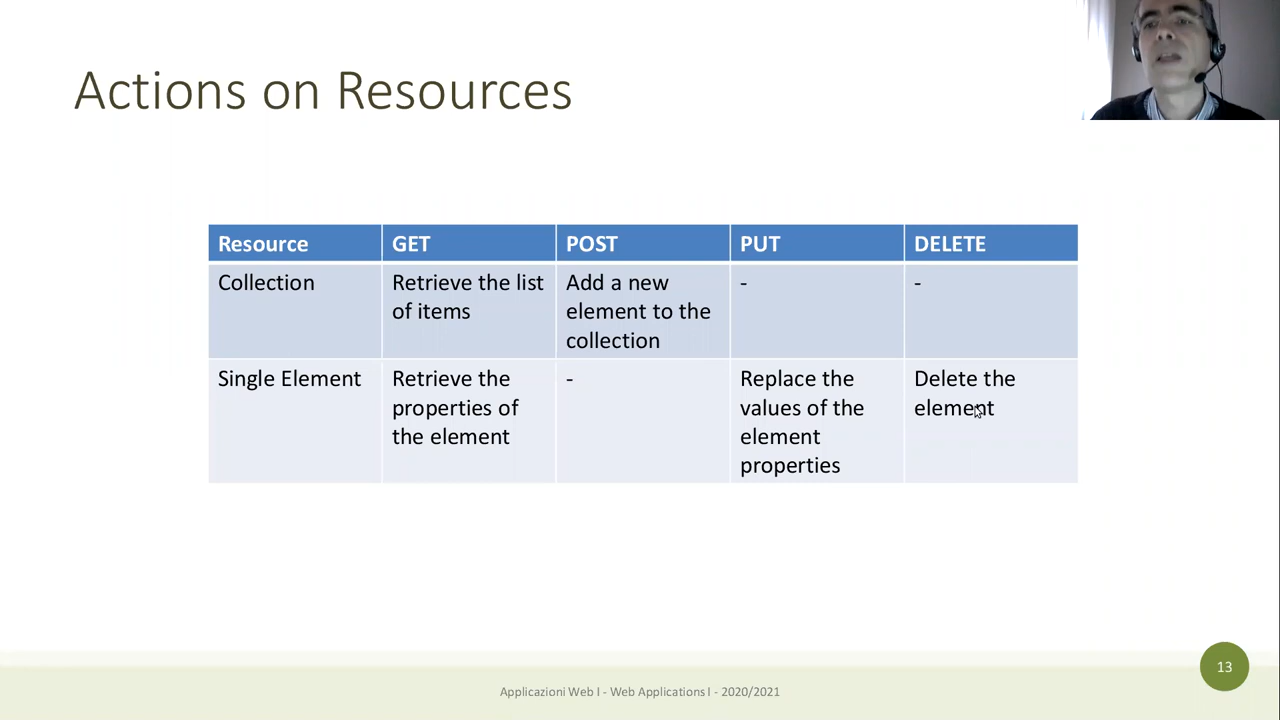 Actions on Resources
Resource
GET
POST
PUT
DELETE
Collection
Retrieve the list
of items
Add a new
element to the
collection
-
-
Single Element
Retrieve the
properties of
the element
-
Replace the
values of the
element
properties
Delete the
element
13
Applicazioni Web I - Web Applications I - 2020/2021